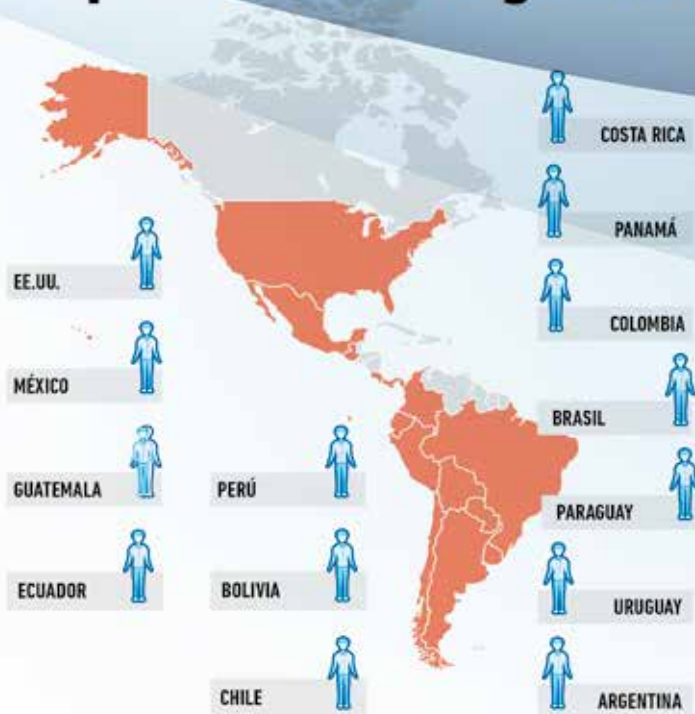 COSTA RICA
PANAMÁ
COLOMBIA
EE.UU.
MÉXICO
BRASIL
GUATEMALA
PERÚ
PARAGUAY
ECUADOR
BOLIVIA
URUGUAY
CHILE
ARGENTINA